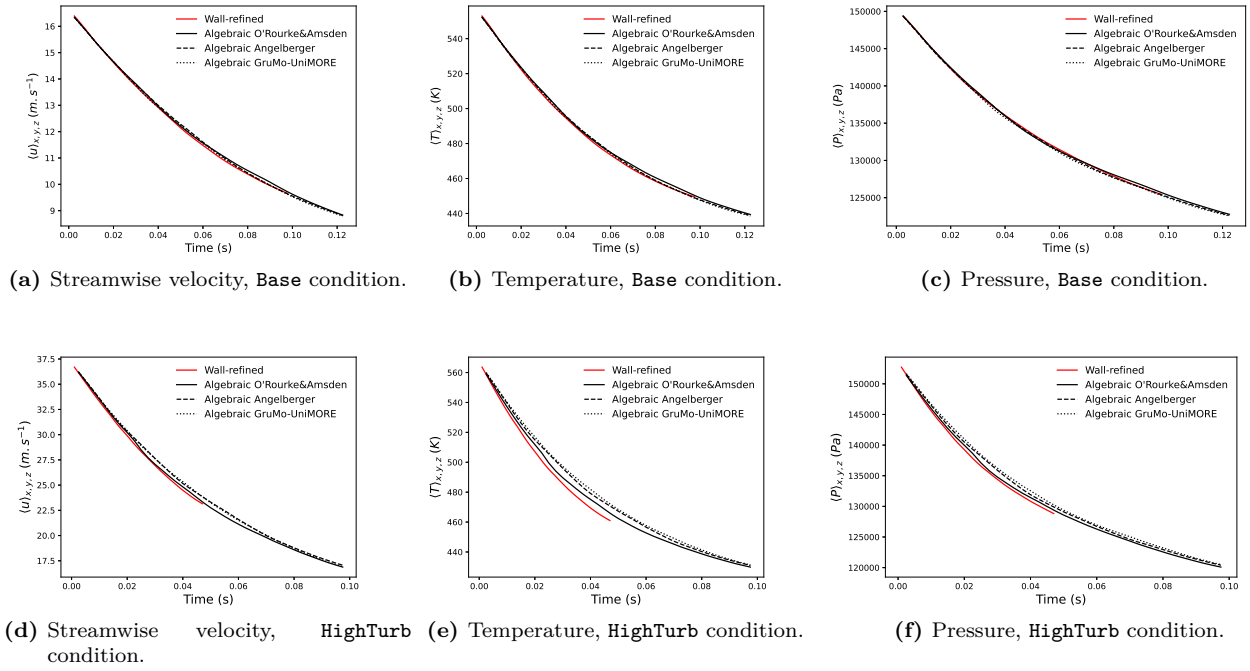 16
15
14
13
12
11
10
9
⟨u⟩x,y,z (m.s−1)
0.00 0.02 0.04 0.06 0.08 0.10 0.12
Time (s)
Wall-refined
Algebraic O'Rourke&Amsden
Algebraic Angelberger
Algebraic GruMo-UniMORE
(a) Streamwise velocity, Base condition.
540
520
500
480
460
440
⟨T⟩x,y,z (K)
0.00 0.02 0.04 0.06 0.08 0.10 0.12
Time (s)
Wall-refined
Algebraic O'Rourke&Amsden
Algebraic Angelberger
Algebraic GruMo-UniMORE
(b) Temperature, Base condition.
150000
145000
140000
135000
130000
125000
⟨P⟩x,y,z (Pa)
0.00 0.02 0.04 0.06 0.08 0.10 0.12
Time (s)
Wall-refined
Algebraic O'Rourke&Amsden
Algebraic Angelberger
Algebraic GruMo-UniMORE
(c) Pressure, Base condition.
37.5
35.0
32.5
30.0
27.5
25.0
22.5
20.0
17.5
⟨u⟩x,y,z (m.s−1)
0.00 0.02 0.04 0.06 0.08 0.10
Time (s)
Wall-refined
Algebraic O'Rourke&Amsden
Algebraic Angelberger
Algebraic GruMo-UniMORE
(d) Streamwise velocity, HighTurb
condition.
560
540
520
500
480
460
440
⟨T⟩x,y,z (K)
0.00 0.02 0.04 0.06 0.08 0.10
Time (s)
Wall-refined
Algebraic O'Rourke&Amsden
Algebraic Angelberger
Algebraic GruMo-UniMORE
(e) Temperature, HighTurb condition.
150000
145000
140000
135000
130000
125000
120000
⟨P⟩x,y,z (Pa)
0.00 0.02 0.04 0.06 0.08 0.10
Time (s)
Wall-refined
Algebraic O'Rourke&Amsden
Algebraic Angelberger
Algebraic GruMo-UniMORE
(f) Pressure, HighTurb condition.